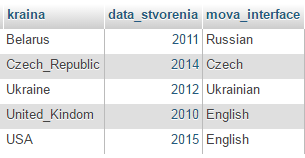 kraina data_stvorenia mova_interface
Belarus 2011 Russian
Czech_Republic 2014 Czech
Ukraine 2012 Ukrainian
United_Kindom 2010 English
USA 2015 English